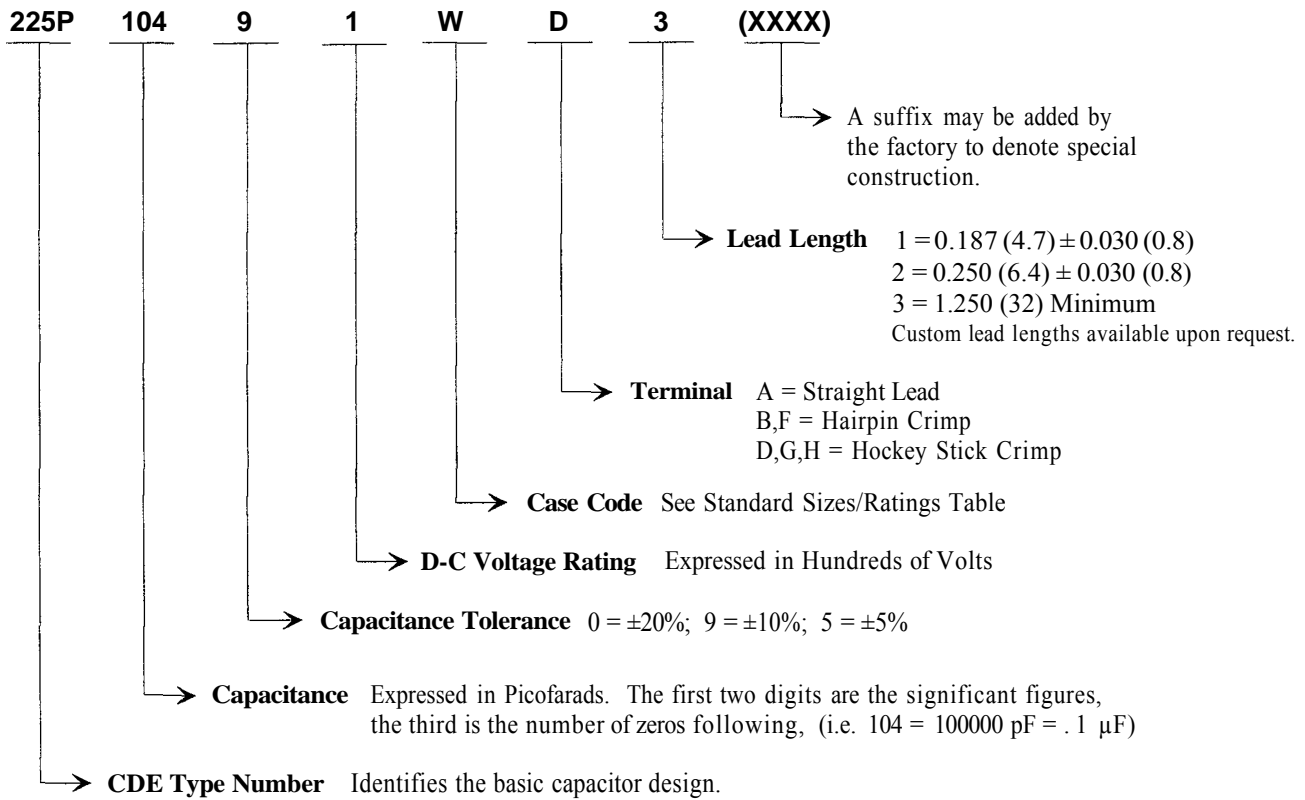 225P 104 9 1 W D 3 (XXXX)
A suffix may be added by
the factory to denote special
construction.
Lead Length 1 = 0.187 (4.7) ± 0.030 (0.8)
2 = 0.250 (6.4) ± 0.030 (0.8)
3 = 1.250 (32) Minimum
Custom lead lengths available upon request.
Terminal A = Straight Lead
B,F = Hairpin Crimp
D,G,H = Hockey Stick Crimp
Case Code See Standard Sizes/Ratings Table
D-C Voltage Rating Expressed in Hundreds of Volts
Capacitance Tolerance 0 = ±20%; 9 = ±10%; 5 = ±5%
Capacitance Expressed in Picofarads. The first two digits are the significant figures,
the third is the number of zeros following, (i.e. 104 = 100000 pF = . 1 µF)
CDE Type Number Identifies the basic capacitor design.